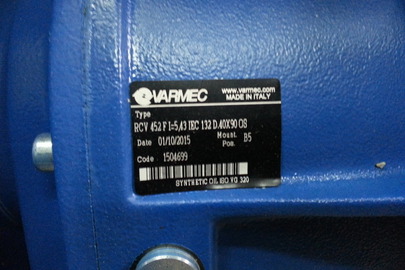 VARMEC www.varmec.com
MADE IN ITALY
Type
RCV 452 F I=5,43 IEC 132 D.40X90 OS
Date 01/10/2015 Mount. Pos. B5
Code 1504699
SYNTHETIC OIL ISO VG 320